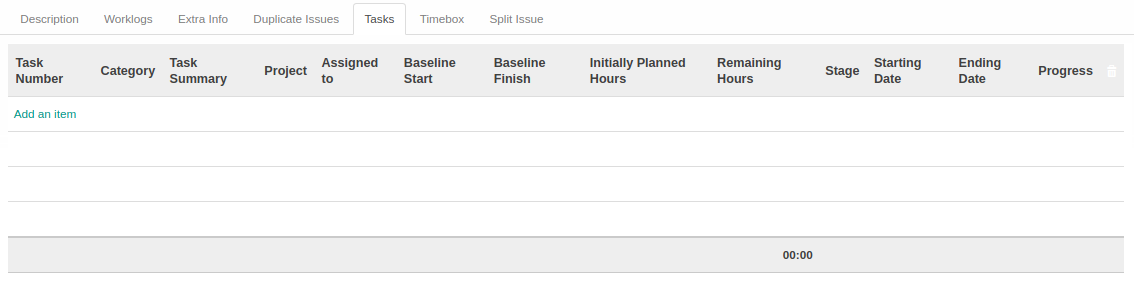 Description Worklogs Extra Info Duplicate Issues Tasks Timebox Split Issue
Task Number Category Task Summary Project Assigned to Baseline Start Baseline Finish Initially Planned Hours Remaining Hours Stage Starting Date Ending Date Progress
Add an item
00:00